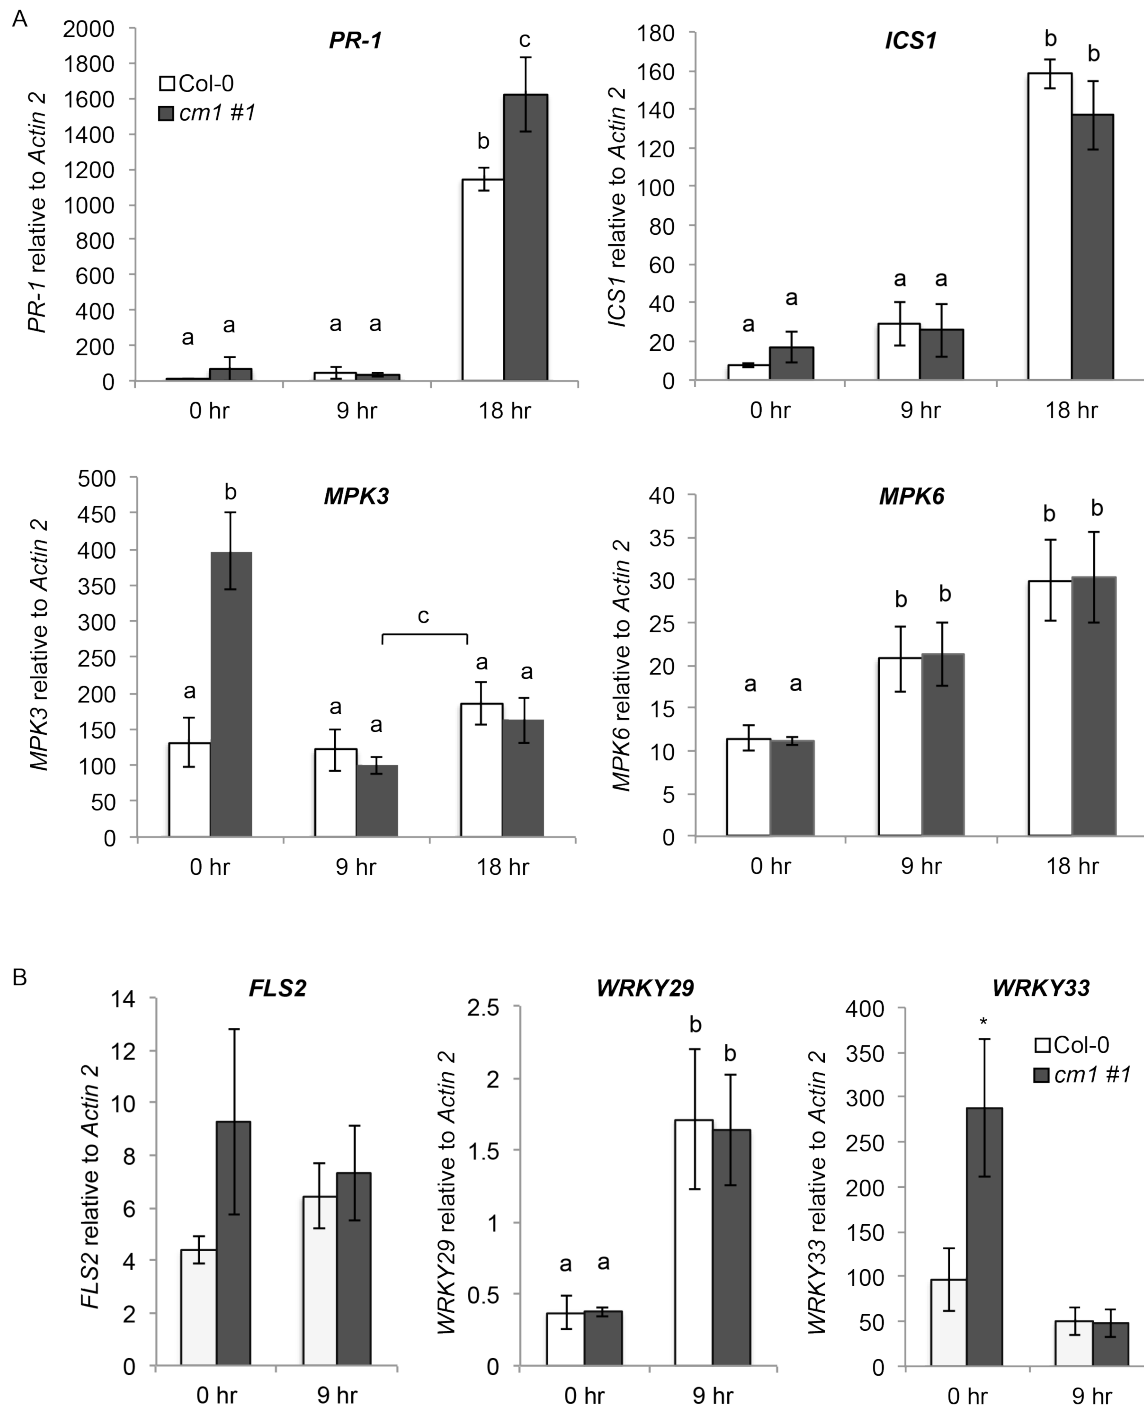 A
PR-1
PR-1 relative to Actin 2
2000
1800
1600
1400
1200
1000
800
600
400
200
0
Col-0
cm1 #1
a
a
a
a
b
c
0 hr
9 hr
18 hr
ICS1
ICS1 relative to Actin 2
180
160
140
120
100
80
60
40
20
0
a
a
a
a
b
b
0 hr
9 hr
18 hr
MPK3
MPK3 relative to Actin 2
500
450
400
350
300
250
200
150
100
50
0
a
b
a
a
c
a
a
0 hr
9 hr
18 hr
MPK6
MPK6 relative to Actin 2
40
35
30
25
20
15
10
5
0
a
a
b
b
b
b
0 hr
9 hr
18 hr
B
FLS2
FLS2 relative to Actin 2
14
12
10
8
6
4
2
0
0 hr
9 hr
WRKY29
WRKY29 relative to Actin 2
2.5
2
1.5
1
0.5
0
a
a
b
b
0 hr
9 hr
WRKY33
WRKY33 relative to Actin 2
400
350
300
250
200
150
100
50
0
*
Col-0
cm1 #1
0 hr
9 hr